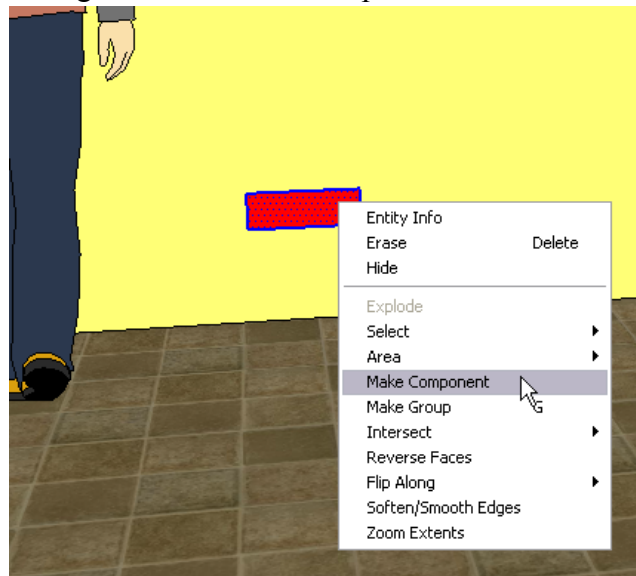 Entity Info
Erase Delete
Hide
Explode
Select
Area
Make Component
Make Group G
Intersect
Reverse Faces
Flip Along
Soften/Smooth Edges
Zoom Extents